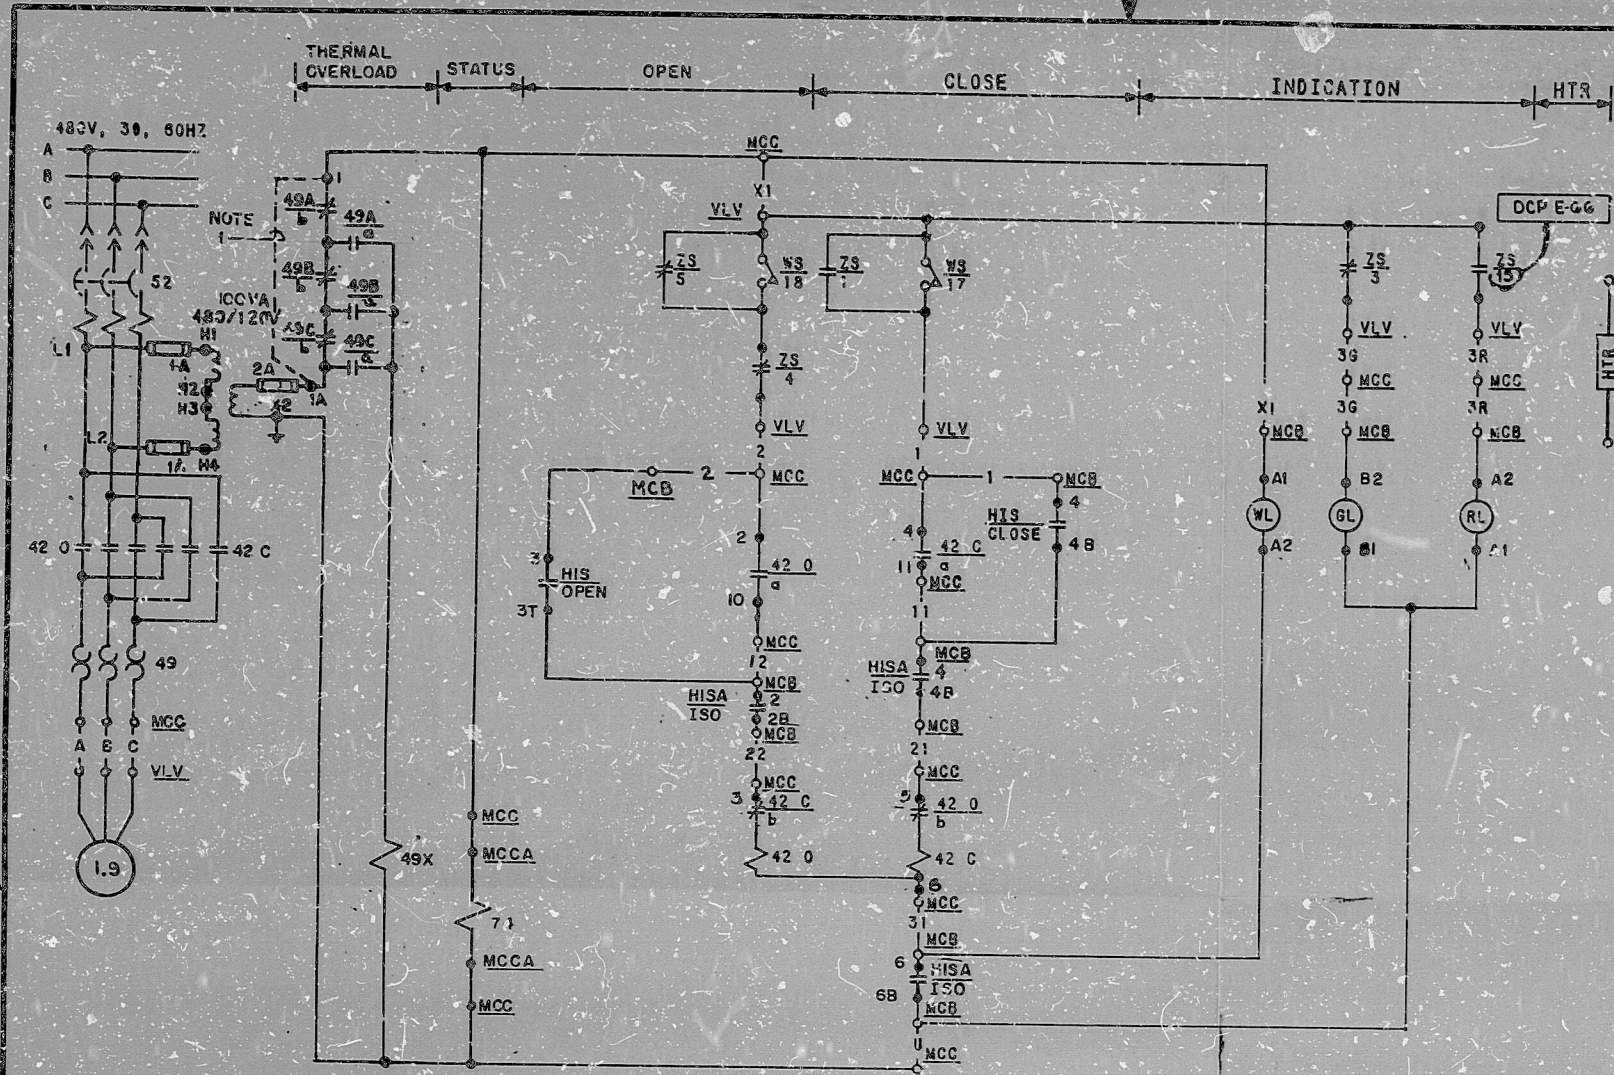 THERMAL
OVERLOAD
STATUS
OPEN
CLOSE
INDICATION
HTR
480V, 3Φ, 60HZ
A
B
C
NOTE
1
52
100VA
480/120V
H1
L1
1A
H2
H3
L2
1A
H4
2A
X2
1A
1
49A
b
49A
a
49B
b
49B
a
49C
b
49C
a
42 O
42 C
49
MCC
A B C
VLV
1.9
49X
MCC
MCCA
MCCA
MCC
MCC
X1
VLV
ZS
5
WS
18
ZS
4
VLV
2
MCC
2
MCB
3
HIS
OPEN
3T
2
42 O
a
10
MCC
12
MCB
HISA
ISO
2
2B
MCB
22
MCC
3
42 C
b
42 O
ZS
1
WS
17
VLV
1
MCC
1
MCB
4
HIS
CLOSE
4B
4
42 C
a
11
MCC
11
MCB
HISA
ISO
4
4B
MCB
21
MCC
5
42 O
b
42 C
6
MCC
31
MCB
6
HISA
ISO
6B
MCB
U
MCC
X1
MCB
A1
WL
A2
ZS
3
VLV
3G
MCC
3G
MCB
B2
GL
B1
DCP E-GG
ZS
15
VLV
3R
MCC
3R
MCB
A2
RL
A1
HTR